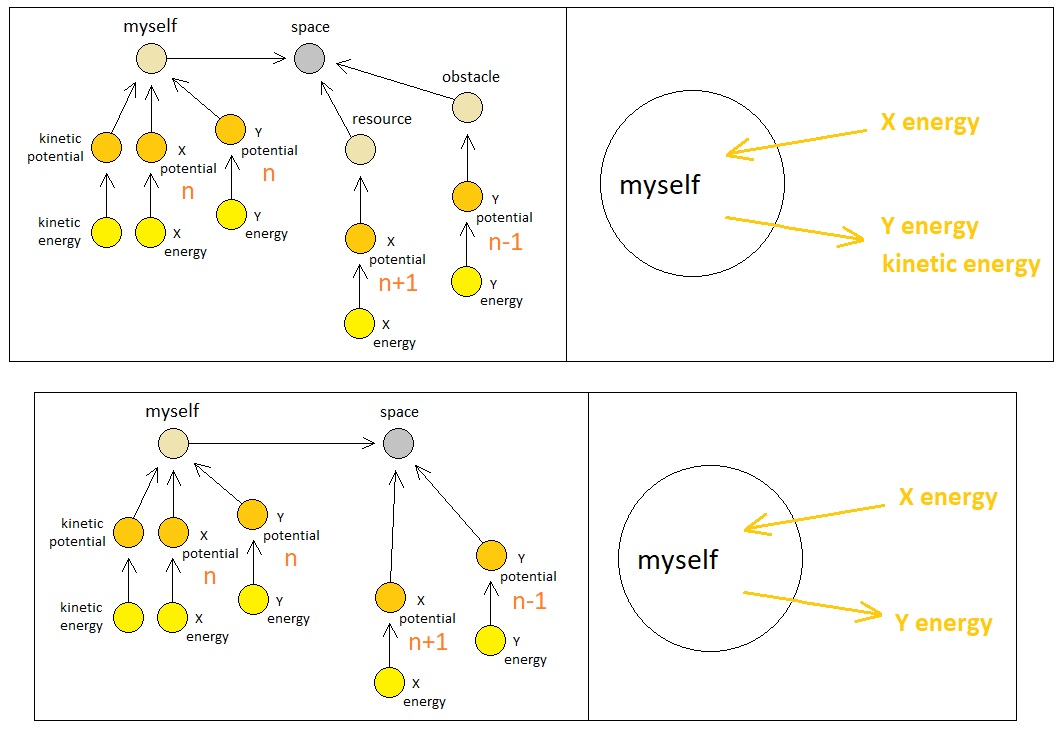 myself
space
obstacle
resource
kinetic
potential
X
potential
n
Y
potential
n
kinetic
energy
X
energy
Y
energy
X
potential
n+1
X
energy
Y
potential
n-1
Y
energy
myself
X energy
Y energy
kinetic energy
myself
space
kinetic
potential
X
potential
n
Y
potential
n
kinetic
energy
X
energy
Y
energy
X
potential
n+1
X
energy
Y
potential
n-1
Y
energy
myself
X energy
Y energy